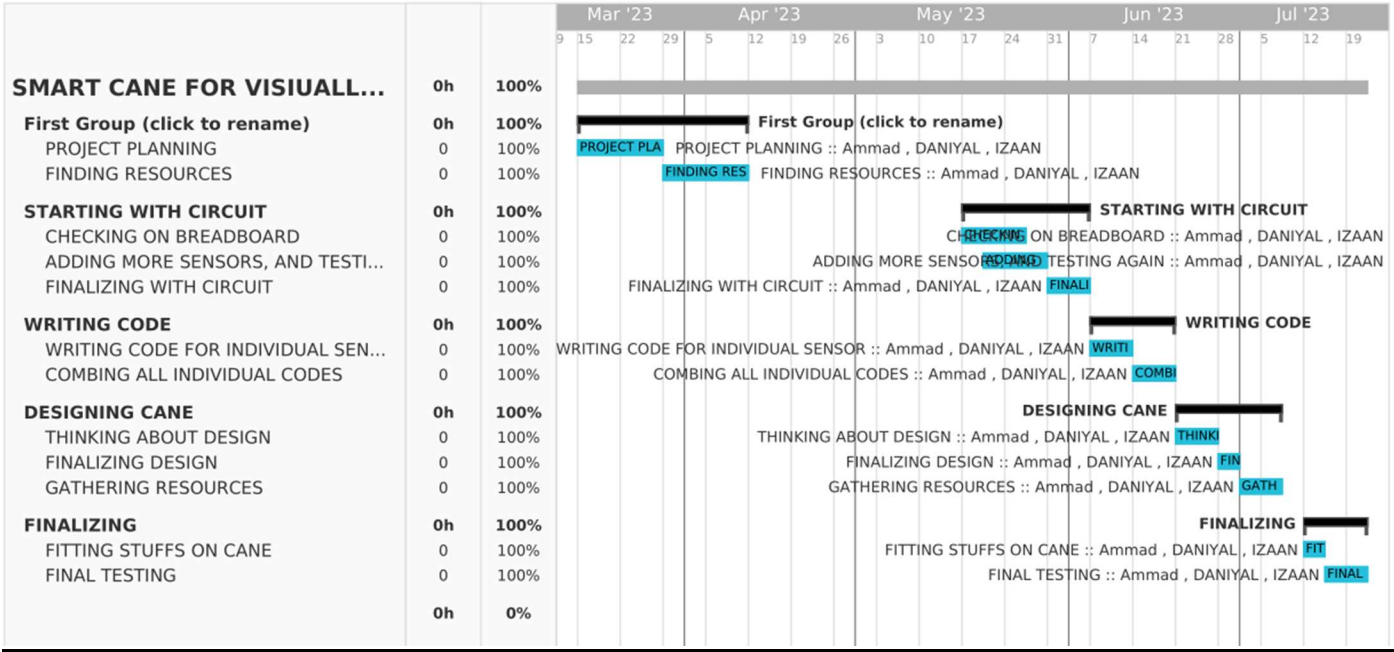 Mar '23 Apr '23 May '23 Jun '23 Jul '23
9 15 22 29 5 12 19 26 3 10 17 24 31 7 14 21 28 5 12 19
SMART CANE FOR VISIUALL... 0h 100%
First Group (click to rename) 0h 100% First Group (click to rename)
PROJECT PLANNING 0 100% PROJECT PLA PROJECT PLANNING :: Ammad , DANIYAL , IZAAN
FINDING RESOURCES 0 100% FINDING RES FINDING RESOURCES :: Ammad , DANIYAL , IZAAN
STARTING WITH CIRCUIT 0h 100% STARTING WITH CIRCUIT
CHECKING ON BREADBOARD 0 100% CHECKING ON BREADBOARD :: Ammad , DANIYAL , IZAAN
ADDING MORE SENSORS, AND TESTI... 0 100% ADDING MORE SENSORS, AND TESTING AGAIN :: Ammad , DANIYAL , IZAAN ADDING
FINALIZING WITH CIRCUIT 0 100% FINALIZING WITH CIRCUIT :: Ammad , DANIYAL , IZAAN FINALI
WRITING CODE 0h 100% WRITING CODE
WRITING CODE FOR INDIVIDUAL SEN... 0 100% WRITING CODE FOR INDIVIDUAL SENSOR :: Ammad , DANIYAL , IZAAN WRITI
COMBING ALL INDIVIDUAL CODES 0 100% COMBING ALL INDIVIDUAL CODES :: Ammad , DANIYAL , IZAAN COMBI
DESIGNING CANE 0h 100% DESIGNING CANE
THINKING ABOUT DESIGN 0 100% THINKING ABOUT DESIGN :: Ammad , DANIYAL , IZAAN THINKI
FINALIZING DESIGN 0 100% FINALIZING DESIGN :: Ammad , DANIYAL , IZAAN FIN
GATHERING RESOURCES 0 100% GATHERING RESOURCES :: Ammad , DANIYAL , IZAAN GATH
FINALIZING 0h 100% FINALIZING
FITTING STUFFS ON CANE 0 100% FITTING STUFFS ON CANE :: Ammad , DANIYAL , IZAAN FIT
FINAL TESTING 0 100% FINAL TESTING :: Ammad , DANIYAL , IZAAN FINAL
0h 0%